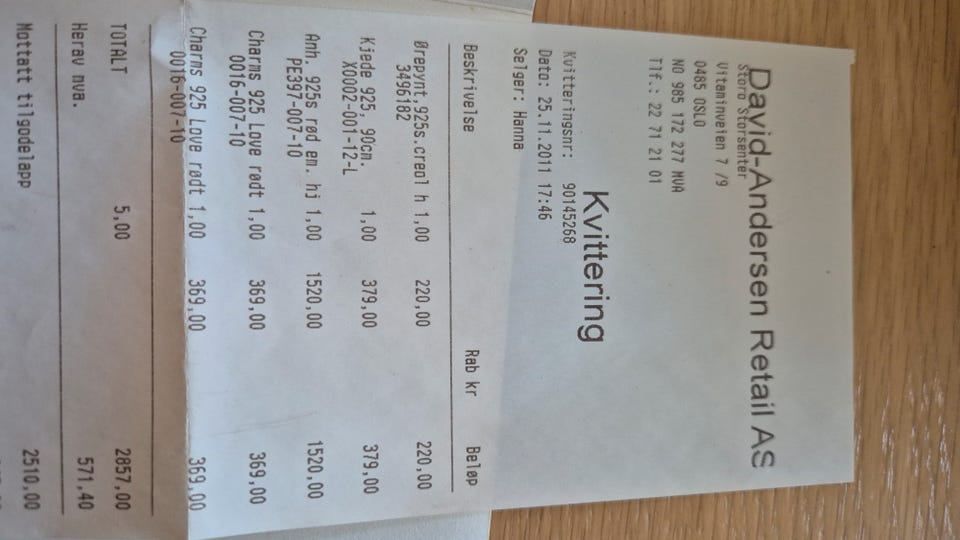 David-Andersen Retail AS
Storo Storsenter
Vitaminveien 7 /9
0485 OSLO
NO 985 172 277 MVA
Tlf.: 22 71 21 01
Kvittering
Kvitteringsnr: 90145268
Dato: 25.11.2011 17:46
Selger: Hanna
Beskrivelse Rab kr Beløp
Ørepynt,925s.creol h 1,00 220,00 220,00
3496182
Kjede 925, 90cm. 1,00 379,00 379,00
X0002-001-12-L
Anh. 925s rød em. hj 1,00 1520,00 1520,00
PE397-007-10
Charms 925 Love rødt 1,00 369,00 369,00
0016-007-10
Charms 925 Love rødt 1,00 369,00 369,00
0016-007-10
TOTALT 5,00 2857,00
Herav mva. 571,40
Mottatt tilgodelapp 2510,00